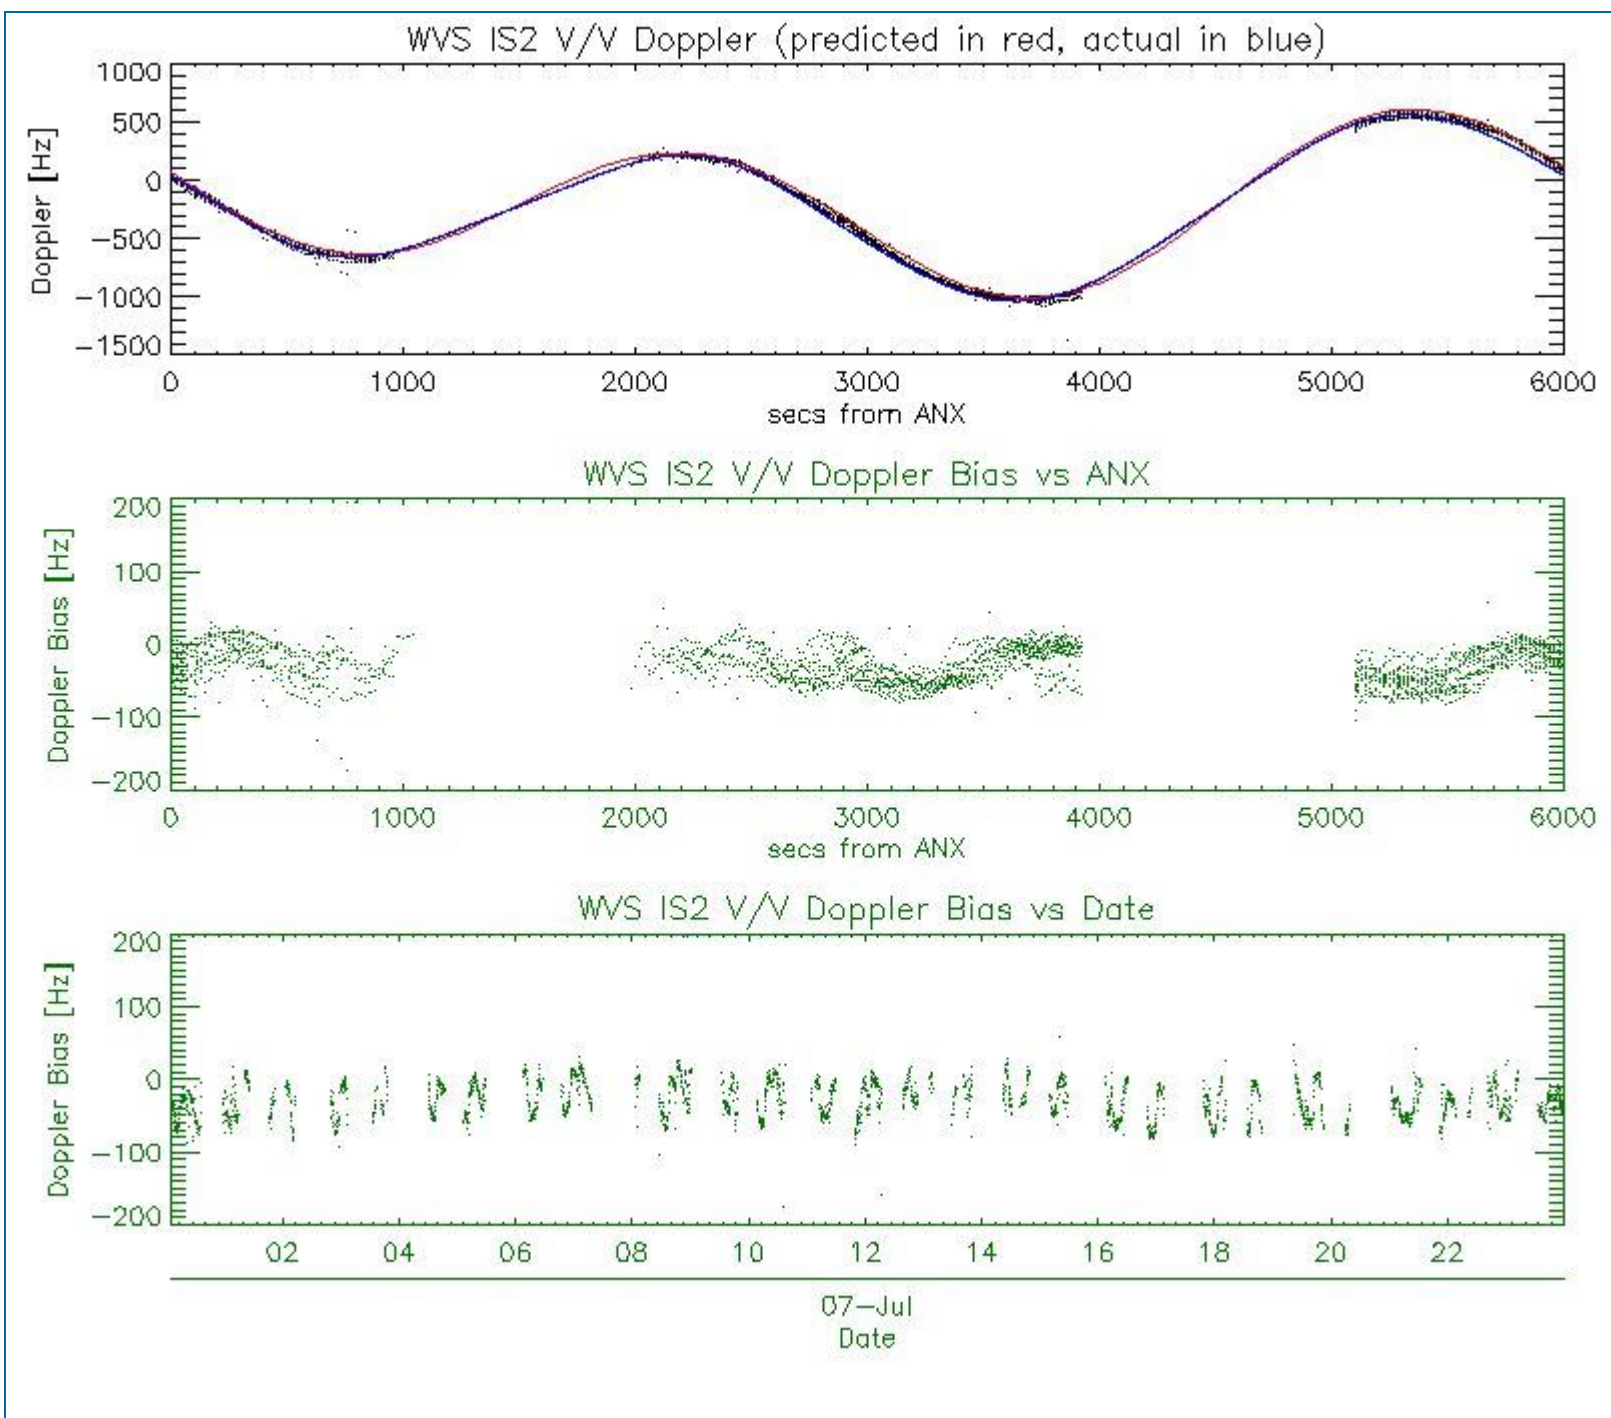 WVS IS2 V/V Doppler (predicted in red, actual in blue)
1000
500
0
−500
−1000
−1500
Doppler [Hz]
0 1000 2000 3000 4000 5000 6000
secs from ANX
WVS IS2 V/V Doppler Bias vs ANX
200
100
0
−100
−200
Doppler Bias [Hz]
0 1000 2000 3000 4000 5000 6000
secs from ANX
WVS IS2 V/V Doppler Bias vs Date
200
100
0
−100
−200
Doppler Bias [Hz]
02 04 06 08 10 12 14 16 18 20 22
07−Jul
Date